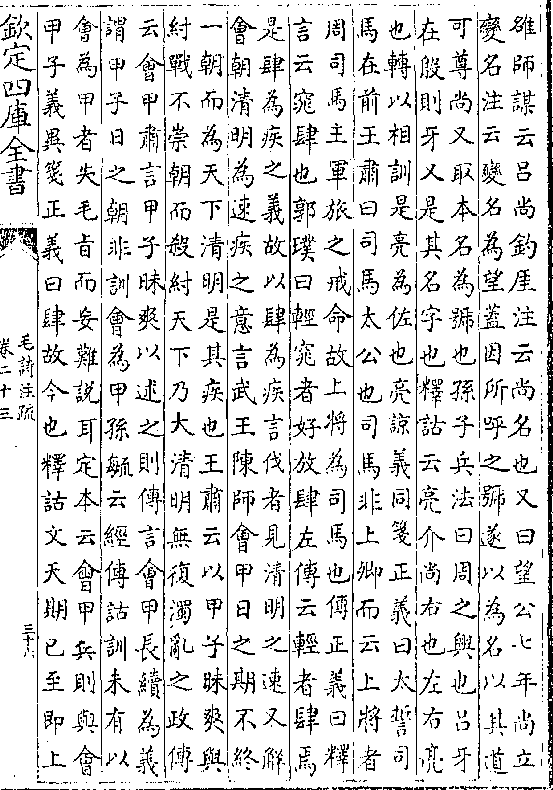 雒師謀云呂尚釣厓注云尚名也又曰望公七年尚立
變名注云變名為望蓋因所呼之號遂以為名以其道
可尊尚又取本名為號也孫子兵法曰周之興也呂牙
在殷則牙又是其名字也釋詁云亮介尚右也左右亮
也轉以相訓是亮為佐也亮諒義同箋正義曰太誓司
馬在前王肅曰司馬太公也司馬非上卿而云上將者
周司馬主軍旅之戒命故上將為司馬也傳正義曰釋
言云窕肆也郭璞曰輕窕者好放肆左傳云輕者肆焉
是肆為疾之義故以肆為疾言伐者見清明之速又解
會朝清明為速疾之意言武王陳師會甲日之期不終
一朝而為天下清明是其疾也王肅云以甲子昧爽與
紂戰不崇朝而殺紂天下乃大清明無復濁亂之政傳
云會甲肅言甲子昧爽以述之則傳言會甲長續為義
謂甲子日之朝非訓會為甲孫毓云經傳詁訓未有以
會為甲者失毛旨而妄難說耳定本云會甲兵則與會
甲子義異箋正義曰肆故今也釋詁文天期已至即上
欽定四庫全書
毛詩注疏
卷二十三